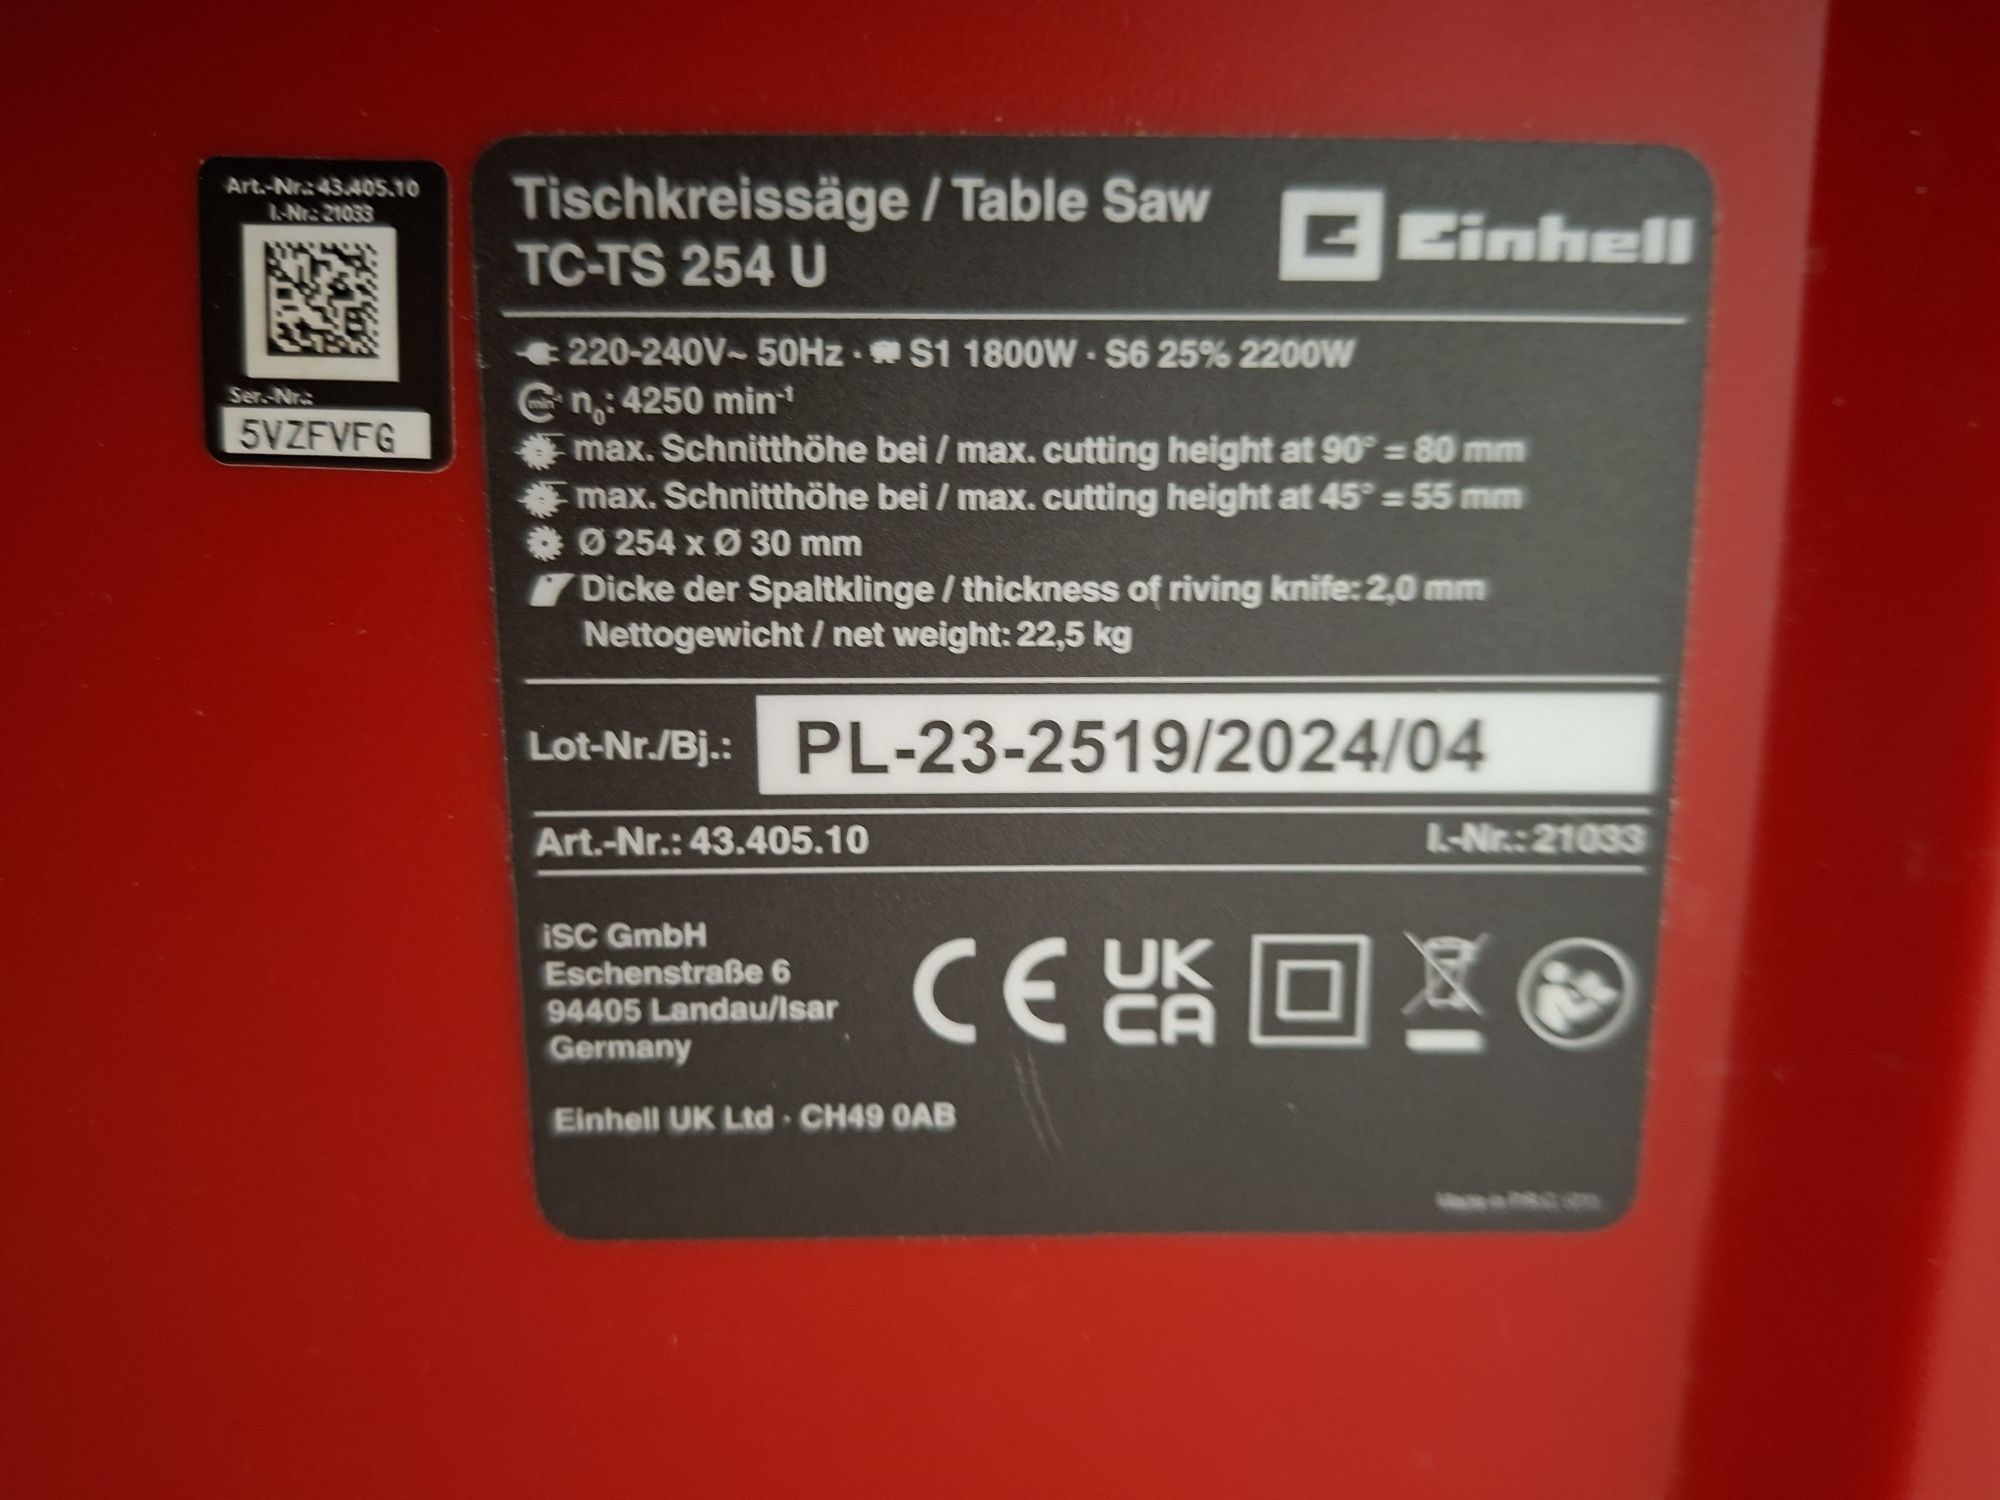 Art.-Nr.: 43.405.10
I.-Nr.: 21033
Ser.-Nr.:
5VZFVFG
Tischkreissäge / Table Saw
TC-TS 254 U
Einhell
220-240V~ 50Hz · S1 1800W · S6 25% 2200W
min⁻¹ n₀: 4250 min⁻¹
max. Schnitthöhe bei / max. cutting height at 90° = 80 mm
max. Schnitthöhe bei / max. cutting height at 45° = 55 mm
Ø 254 x Ø 30 mm
Dicke der Spaltklinge / thickness of riving knife: 2,0 mm
Nettogewicht / net weight: 22,5 kg
Lot-Nr./Bj.: PL-23-2519/2024/04
Art.-Nr.: 43.405.10 I.-Nr.: 21033
iSC GmbH
Eschenstraße 6
94405 Landau/Isar
Germany
CE UK CA
Einhell UK Ltd · CH49 0AB
Made in